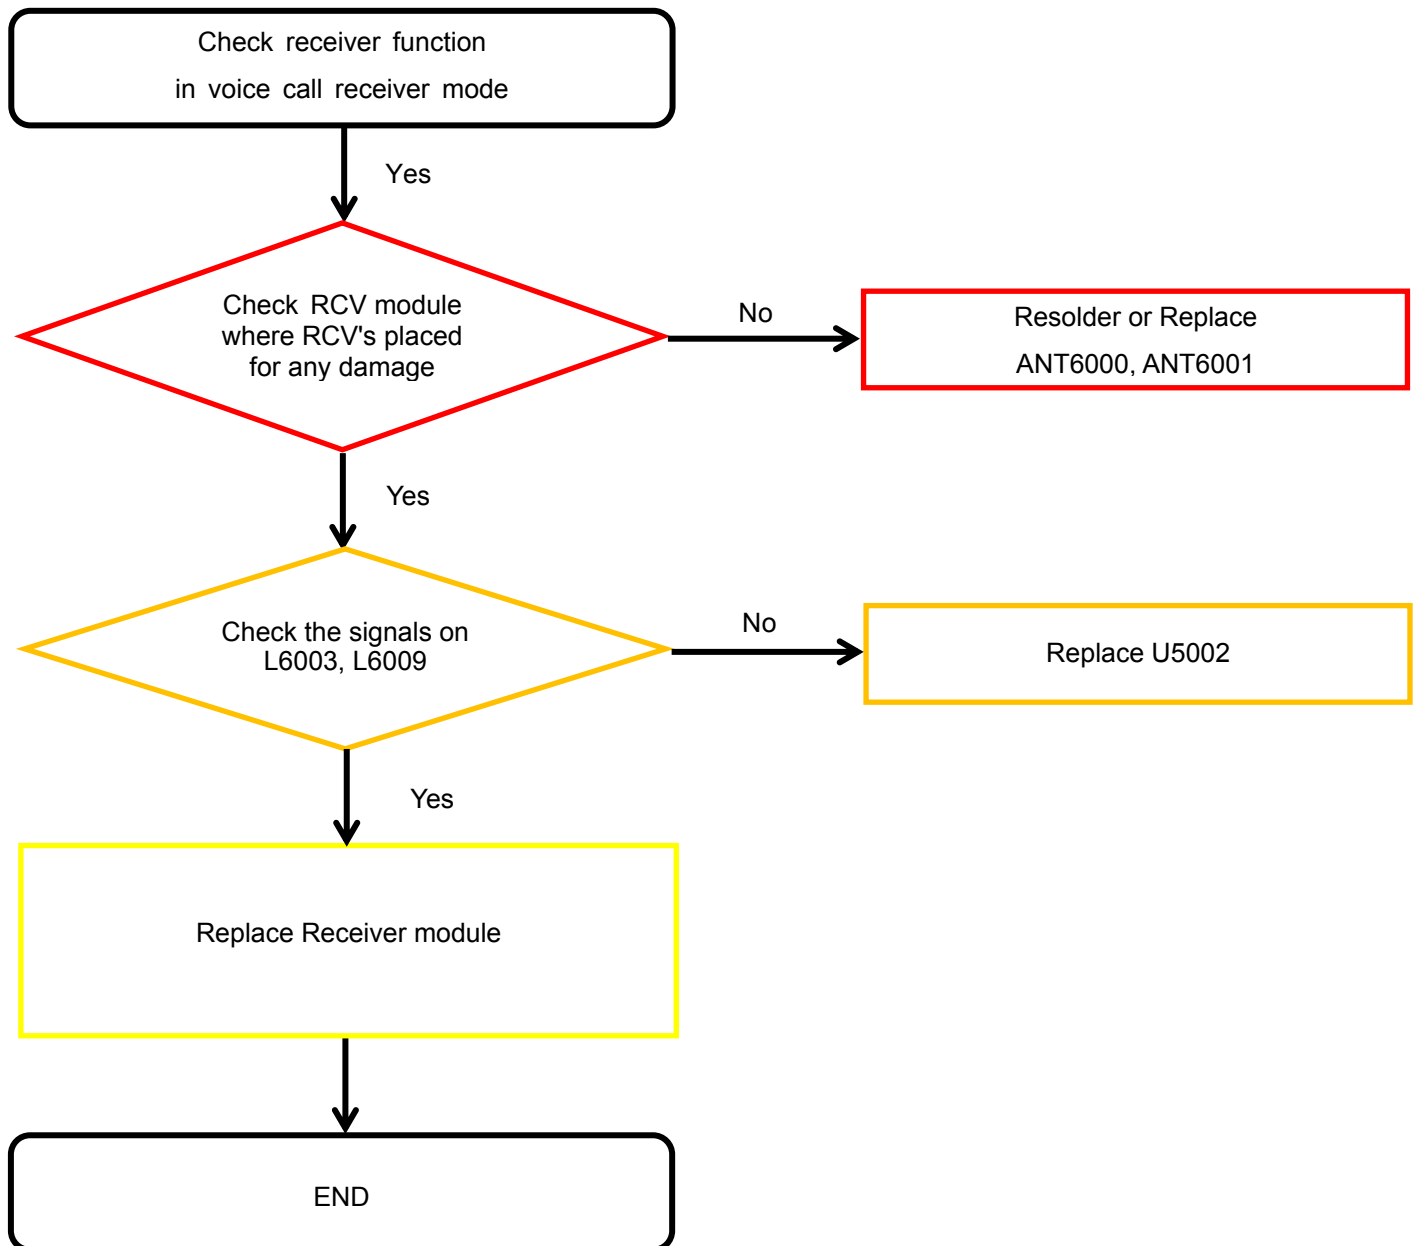 Check receiver function
in voice call receiver mode
Yes
Check RCV module
where RCV's placed
for any damage
No
Resolder or Replace
ANT6000, ANT6001
Yes
Check the signals on
L6003, L6009
No
Replace U5002
Yes
Replace Receiver module
END